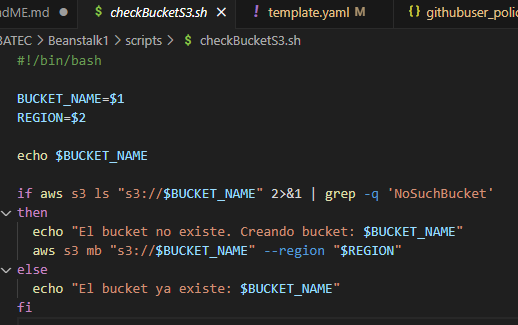 adME.md
$ checkBucketS3.sh
! template.yaml M
{} githubuser_polic
BATEC > Beanstalk1 > scripts > $ checkBucketS3.sh
#!/bin/bash
BUCKET_NAME=$1
REGION=$2
echo $BUCKET_NAME
if aws s3 ls "s3://$BUCKET_NAME" 2>&1 | grep -q 'NoSuchBucket'
then
echo "El bucket no existe. Creando bucket: $BUCKET_NAME"
aws s3 mb "s3://$BUCKET_NAME" --region "$REGION"
else
echo "El bucket ya existe: $BUCKET_NAME"
fi